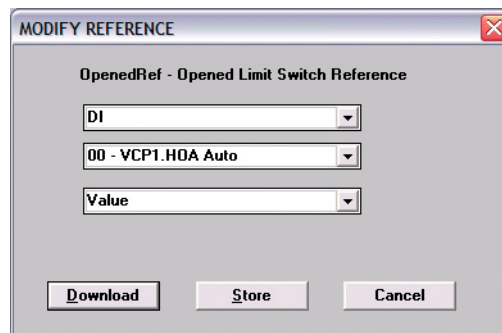 MODIFY REFERENCE
OpenedRef - Opened Limit Switch Reference
DI
00 - VCP1.HOA Auto
Value
Download Store Cancel